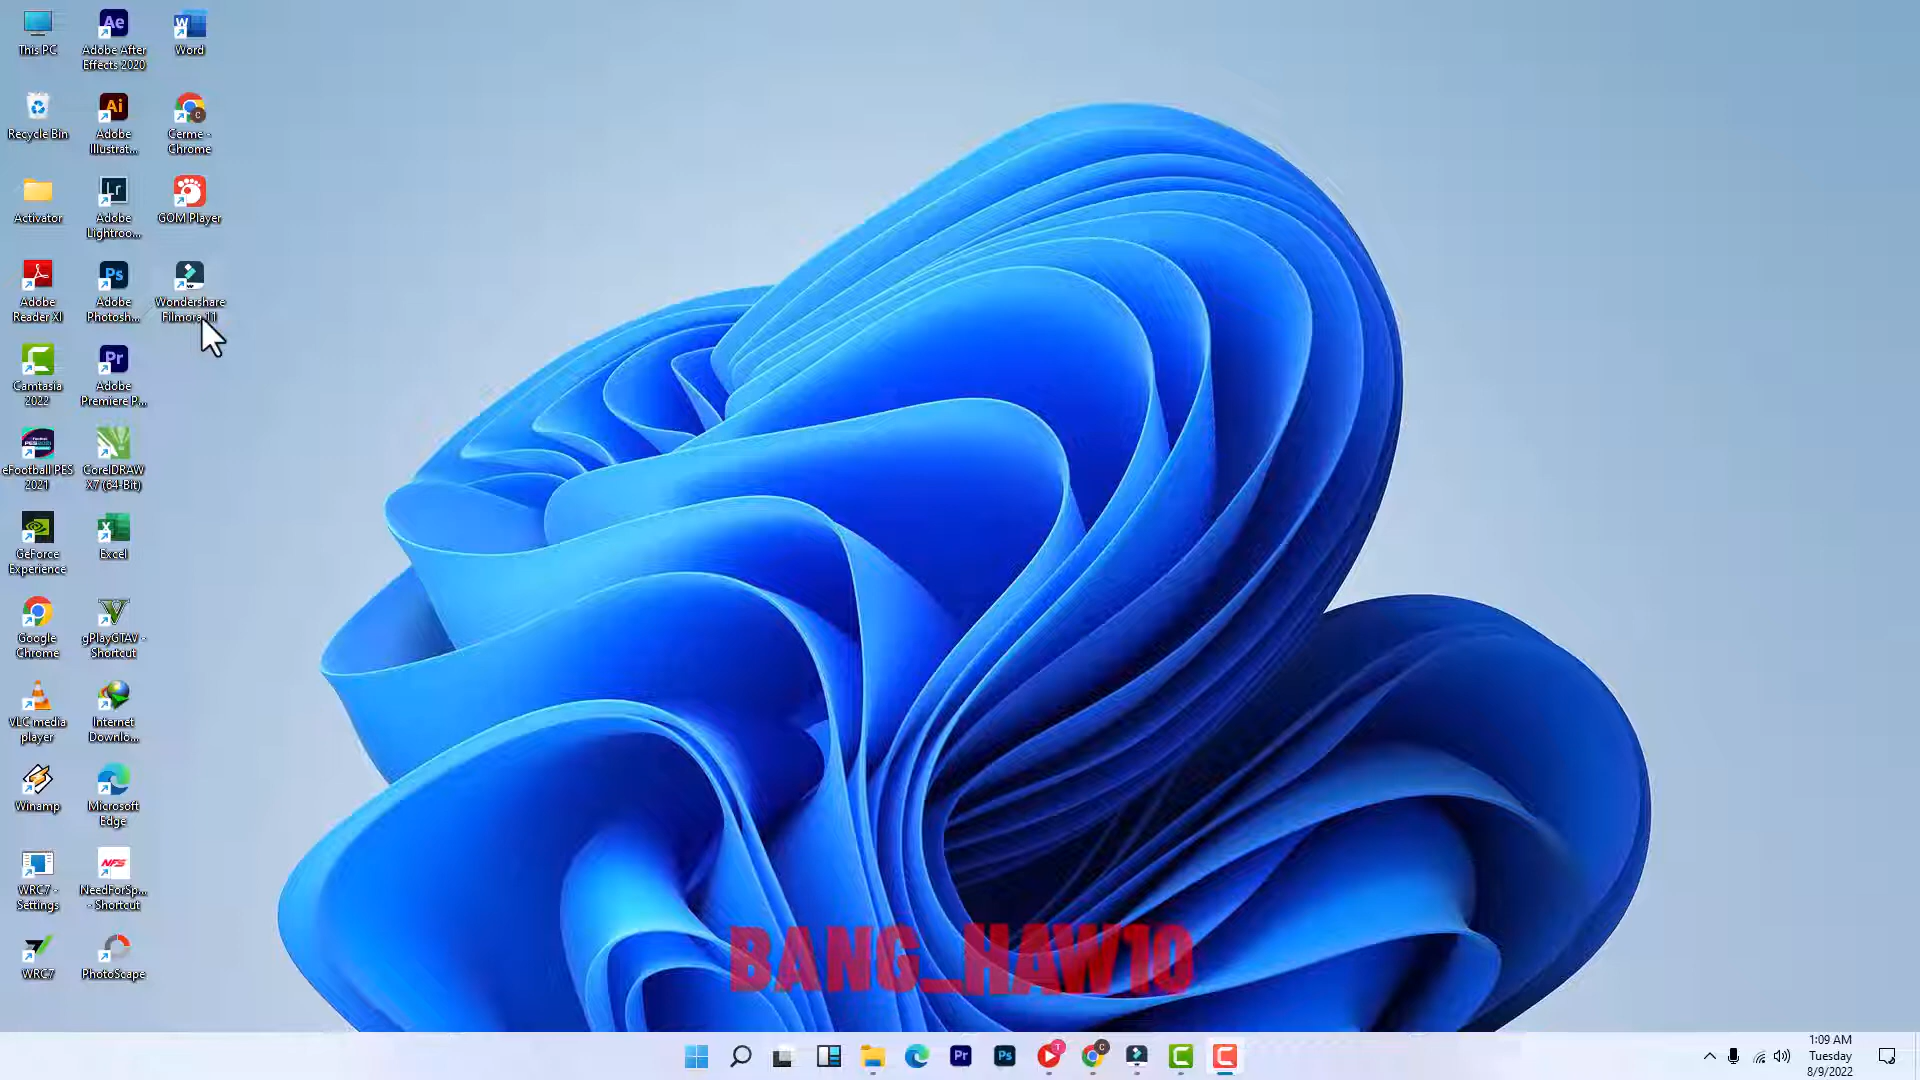 This PC
Adobe After
Effects 2020
Word
Recycle Bin
Adobe
Illustrat...
Cerme -
Chrome
Activator
Adobe
Lightroo...
GOM Player
Adobe
Reader XI
Adobe
Photosh...
Wondershare
Filmora 11
Camtasia
2022
Adobe
Premiere P...
eFootball PES
2021
CorelDRAW
X7 (64-Bit)
GeForce
Experience
Excel
Google
Chrome
gPlayGTAV -
Shortcut
VLC media
player
Internet
Downlo...
Winamp
Microsoft
Edge
WRC7 -
Settings
NeedForSp...
- Shortcut
WRC7
PhotoScape
BANG_HAW10
1:09 AM
Tuesday
8/9/2022